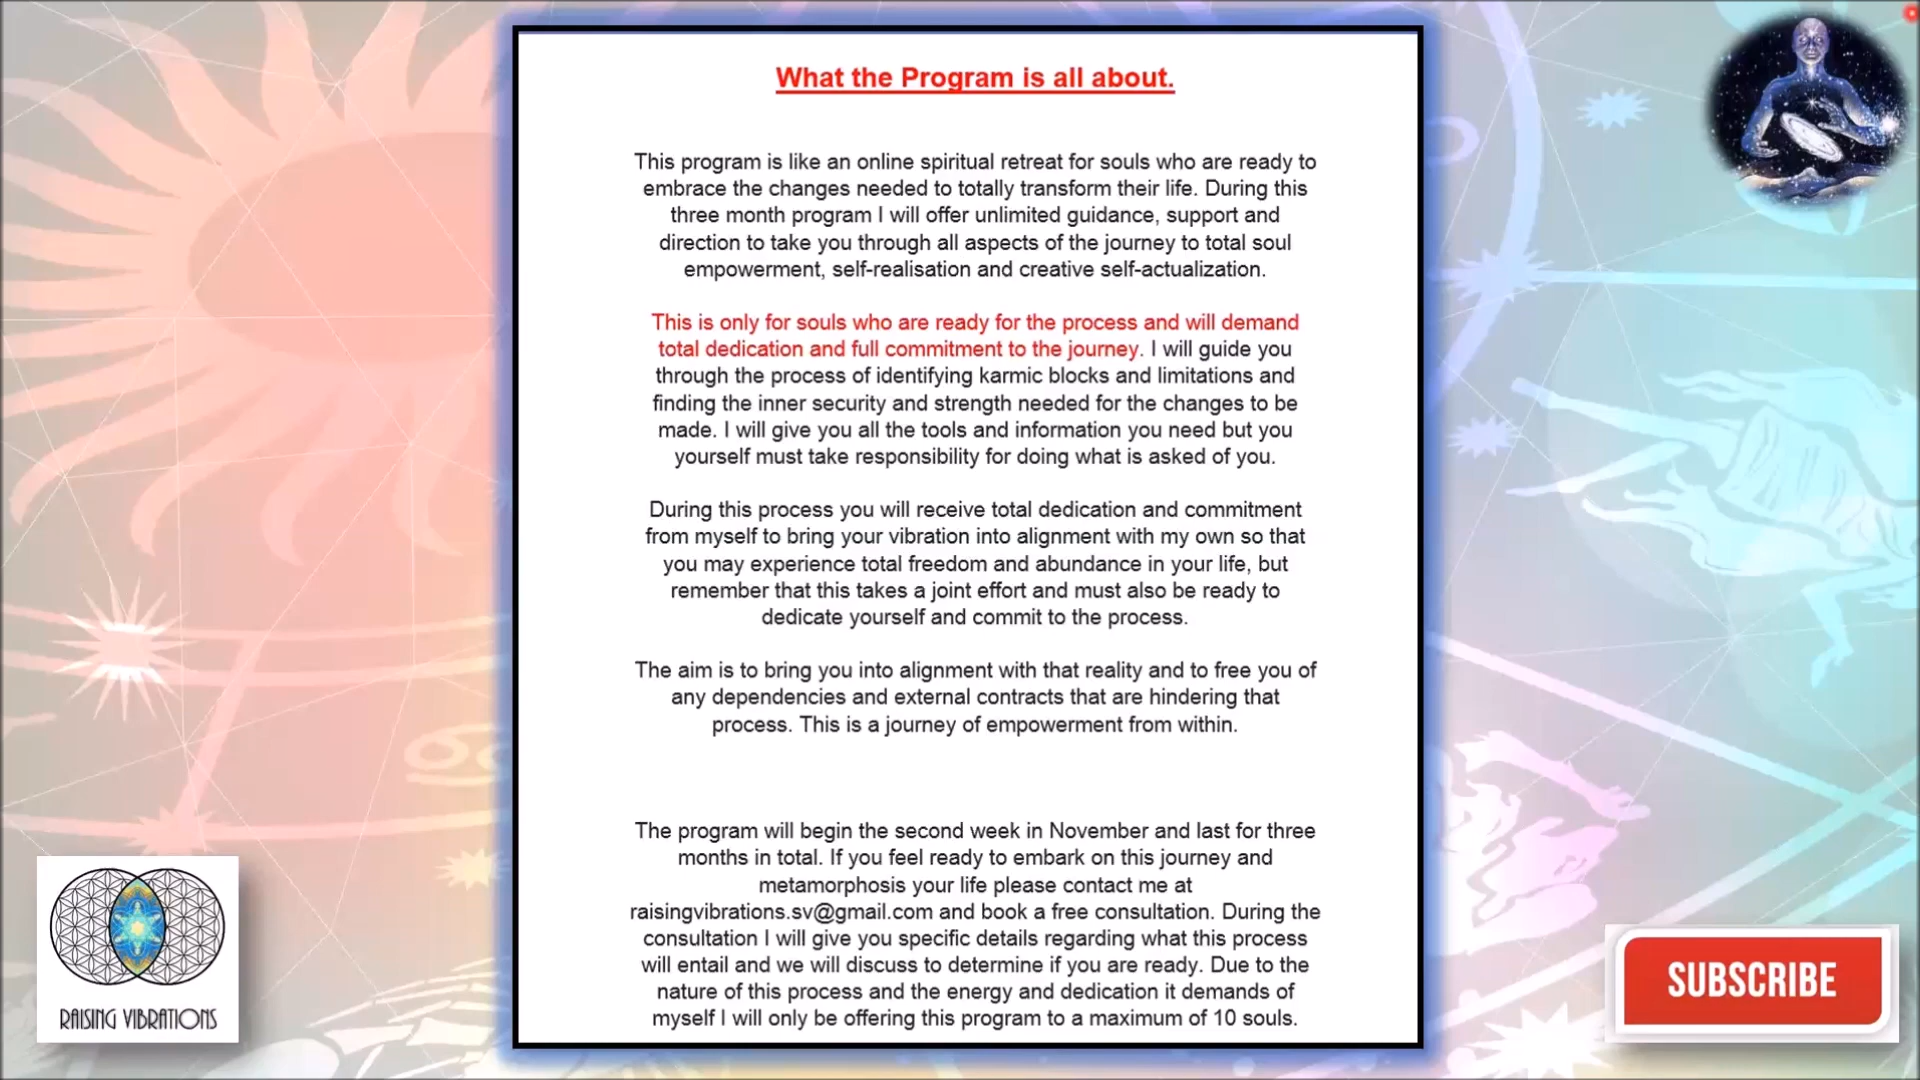 What the Program is all about.
This program is like an online spiritual retreat for souls who are ready to
embrace the changes needed to totally transform their life. During this
three month program I will offer unlimited guidance, support and
direction to take you through all aspects of the journey to total soul
empowerment, self-realisation and creative self-actualization.
This is only for souls who are ready for the process and will demand
total dedication and full commitment to the journey. I will guide you
through the process of identifying karmic blocks and limitations and
finding the inner security and strength needed for the changes to be
made. I will give you all the tools and information you need but you
yourself must take responsibility for doing what is asked of you.
During this process you will receive total dedication and commitment
from myself to bring your vibration into alignment with my own so that
you may experience total freedom and abundance in your life, but
remember that this takes a joint effort and must also be ready to
dedicate yourself and commit to the process.
The aim is to bring you into alignment with that reality and to free you of
any dependencies and external contracts that are hindering that
process. This is a journey of empowerment from within.
The program will begin the second week in November and last for three
months in total. If you feel ready to embark on this journey and
metamorphosis your life please contact me at
raisingvibrations.sv@gmail.com and book a free consultation. During the
consultation I will give you specific details regarding what this process
will entail and we will discuss to determine if you are ready. Due to the
nature of this process and the energy and dedication it demands of
myself I will only be offering this program to a maximum of 10 souls.
RAISING VIBRATIONS
SUBSCRIBE